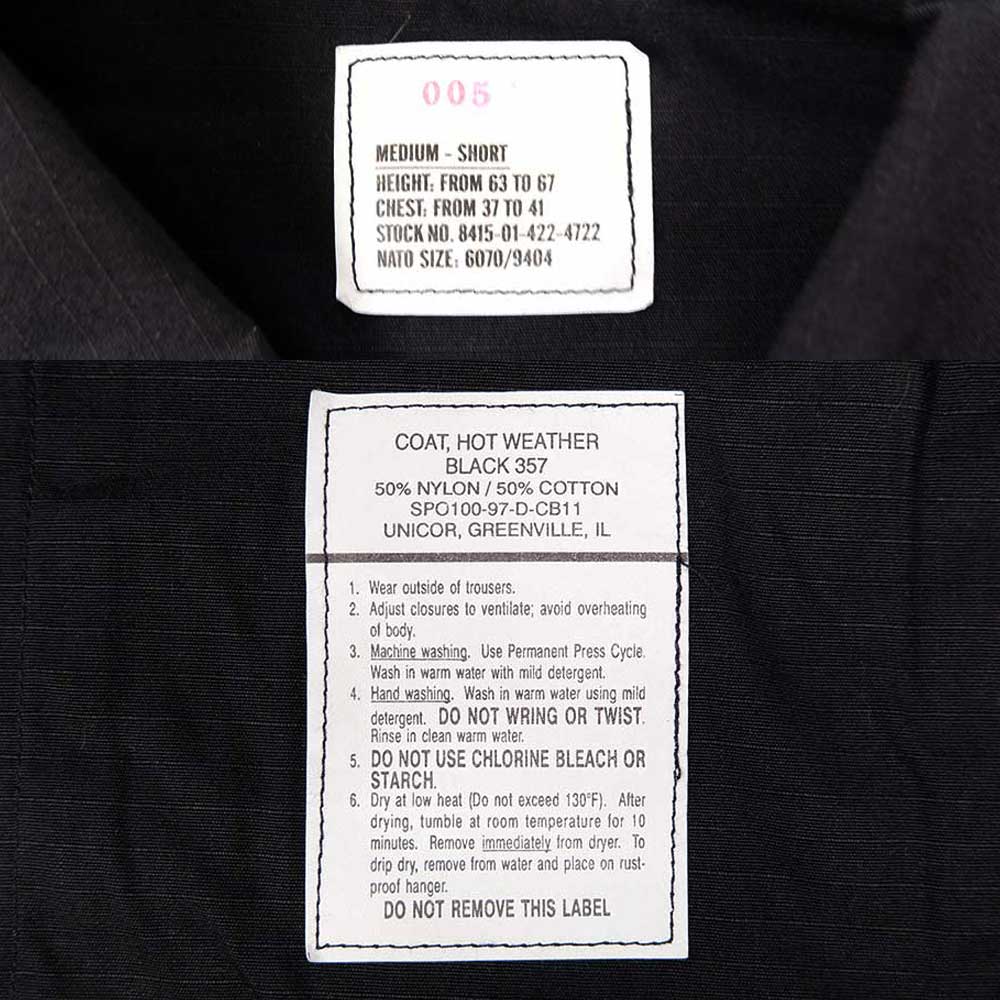 005
MEDIUM - SHORT
HEIGHT: FROM 63 TO 67
CHEST: FROM 37 TO 41
STOCK NO. 8415-01-422-4722
NATO SIZE: 6070/9404
COAT, HOT WEATHER
BLACK 357
50% NYLON / 50% COTTON
SPO100-97-D-CB11
UNICOR, GREENVILLE, IL
1. Wear outside of trousers.
2. Adjust closures to ventilate; avoid overheating
of body.
3. Machine washing. Use Permanent Press Cycle.
Wash in warm water with mild detergent.
4. Hand washing. Wash in warm water using mild
detergent. DO NOT WRING OR TWIST.
Rinse in clean warm water.
5. DO NOT USE CHLORINE BLEACH OR
STARCH.
6. Dry at low heat (Do not exceed 130°F). After
drying, tumble at room temperature for 10
minutes. Remove immediately from dryer. To
drip dry, remove from water and place on rust-
proof hanger.
DO NOT REMOVE THIS LABEL